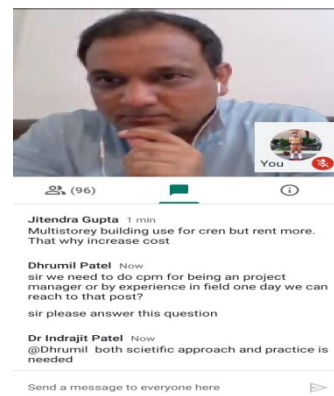 You
(96)
Jitendra Gupta 1 min
Multistorey building use for cren but rent more.
That why increase cost
Dhrumil Patel Now
sir we need to do cpm for being an project
manager or by experience in field one day we can
reach to that post?
sir please answer this question
Dr Indrajit Patel Now
@Dhrumil both scietific approach and practice is
needed
Send a message to everyone here